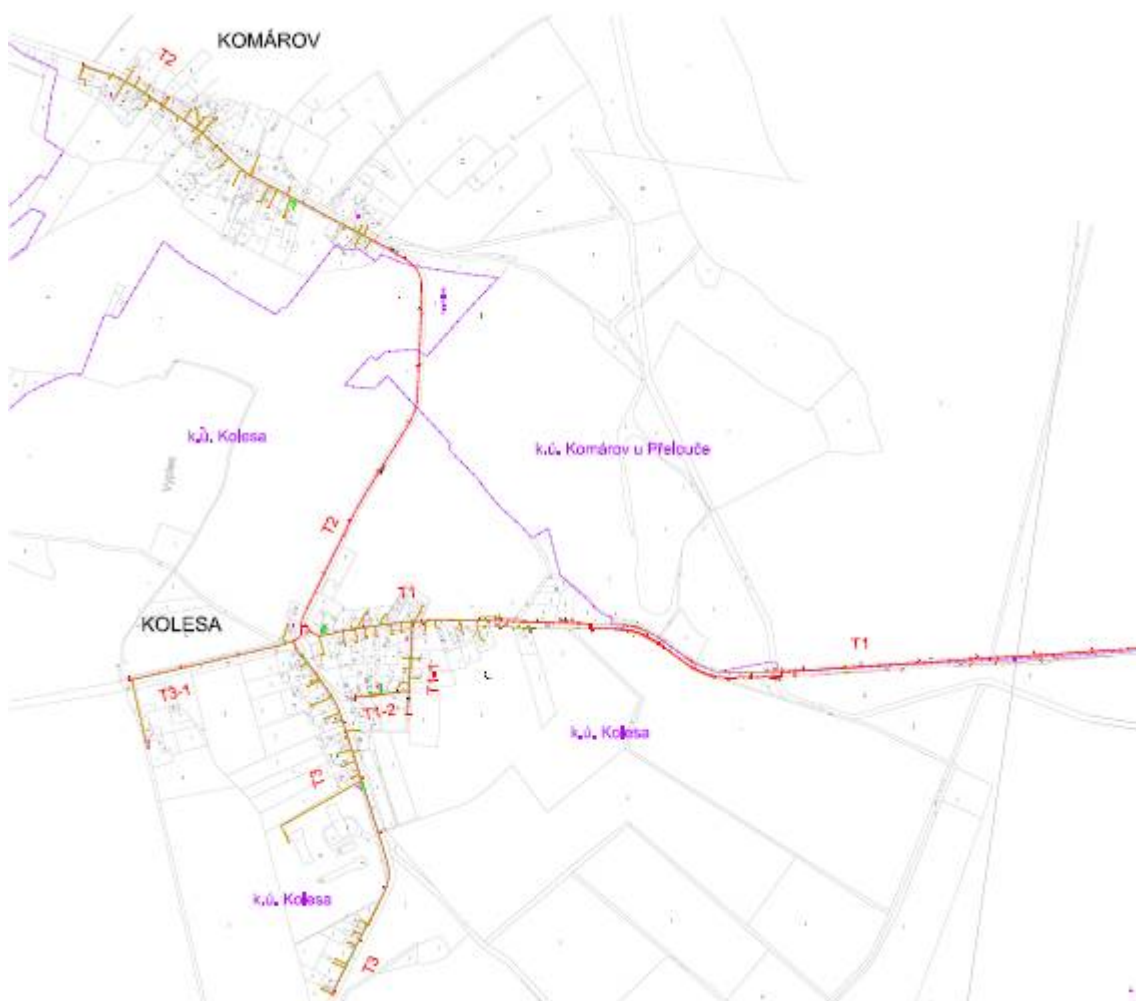 KOMÁROV
T2
k.ú. Kolesa
k.ú. Komárov u Přelouče
Výplec
T2
T1
KOLESA
T1
T3-1
T1-1
T1-2
k.ú. Kolesa
T3
k.ú. Kolesa
T3